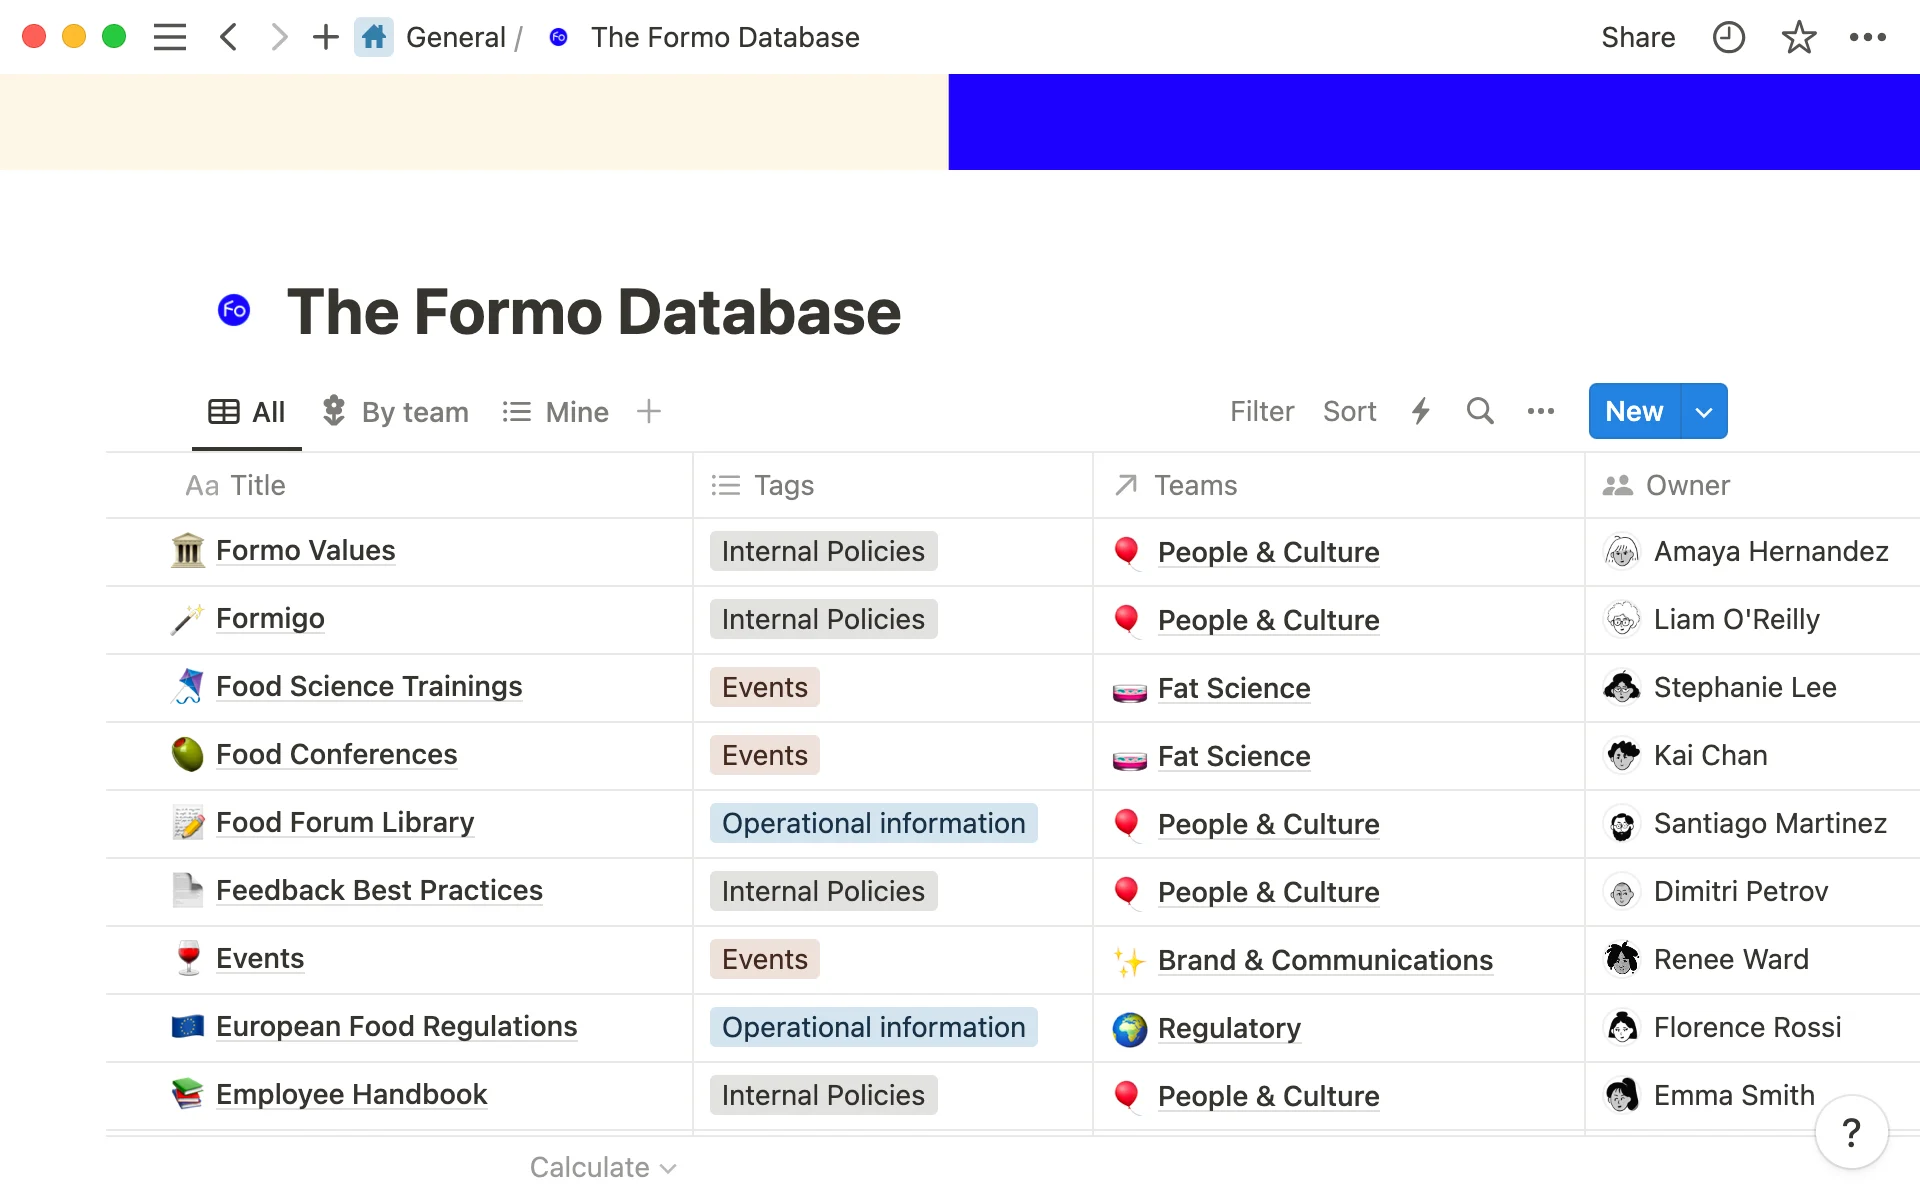 General / Fo The Formo Database Share
Fo The Formo Database
All By team Mine Filter Sort New
Aa Title Tags Teams Owner
Formo Values Internal Policies People & Culture Amaya Hernandez
Formigo Internal Policies People & Culture Liam O'Reilly
Food Science Trainings Events Fat Science Stephanie Lee
Food Conferences Events Fat Science Kai Chan
Food Forum Library Operational information People & Culture Santiago Martinez
Feedback Best Practices Internal Policies People & Culture Dimitri Petrov
Events Events Brand & Communications Renee Ward
European Food Regulations Operational information Regulatory Florence Rossi
Employee Handbook Internal Policies People & Culture Emma Smith
?
Calculate